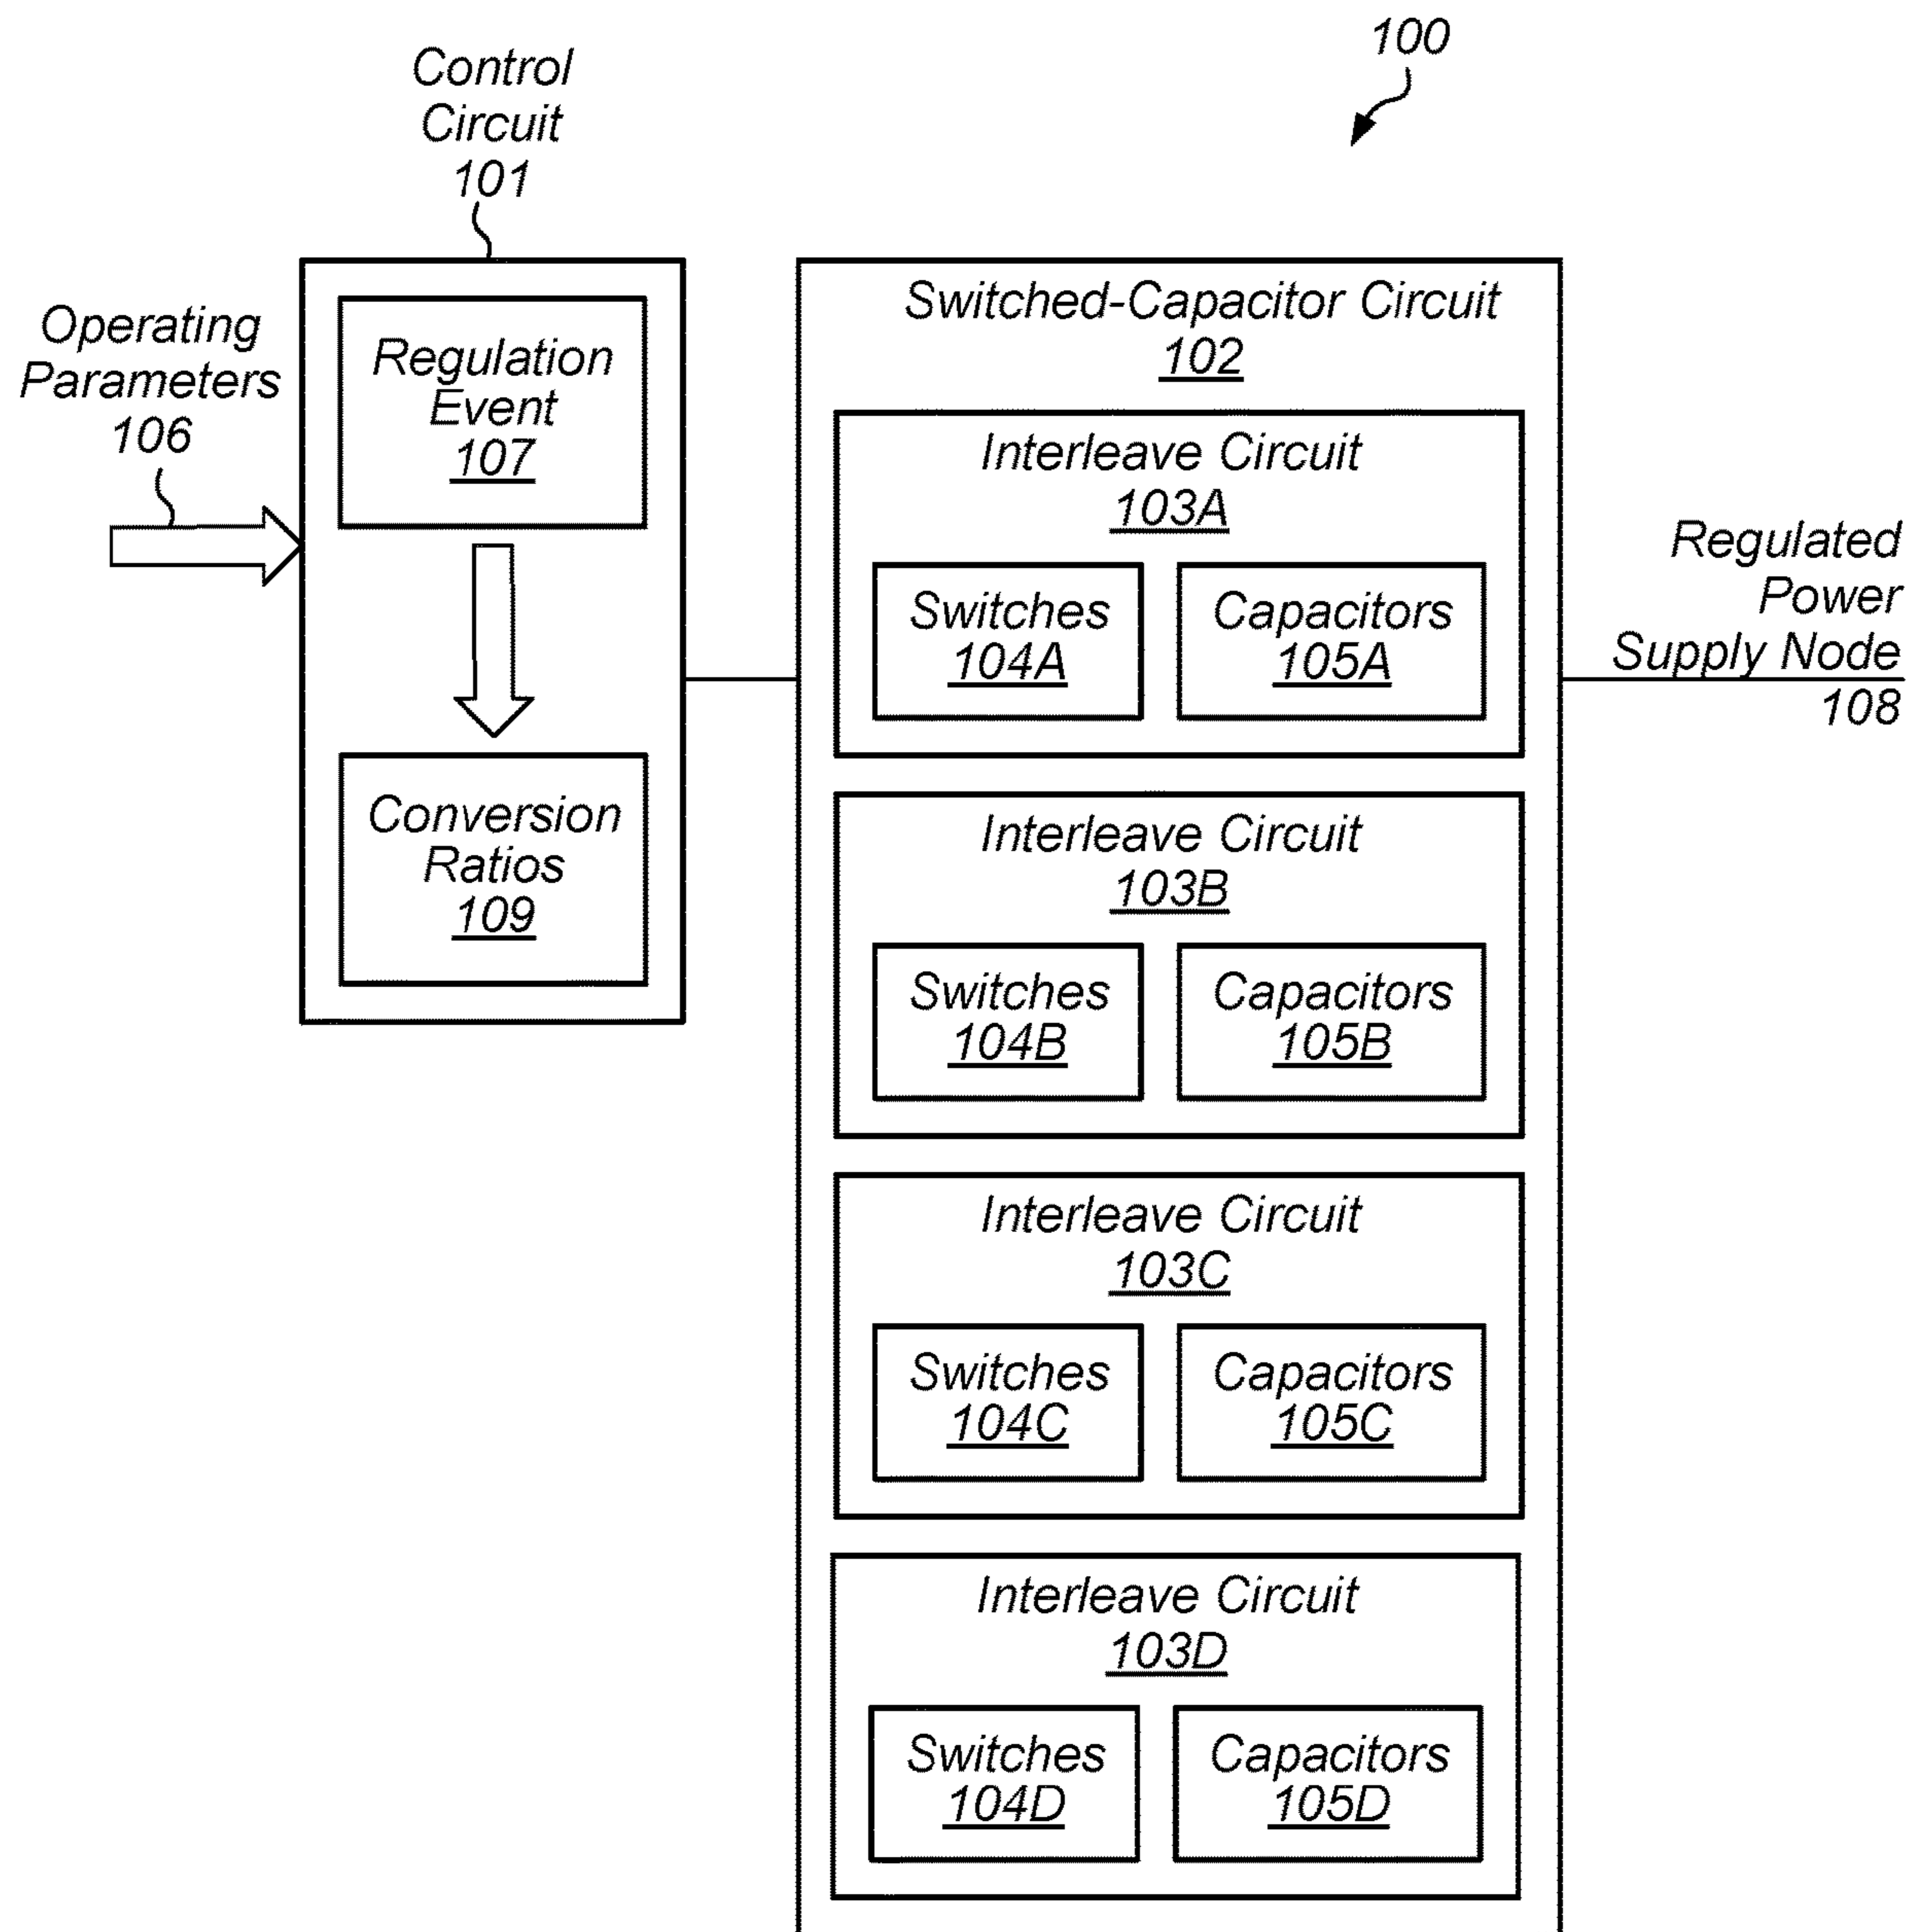 100
Control
Circuit
101
Operating
Parameters
106
Regulation
Event
107
Conversion
Ratios
109
Switched-Capacitor Circuit
102
Interleave Circuit
103A
Switches
104A
Capacitors
105A
Interleave Circuit
103B
Switches
104B
Capacitors
105B
Interleave Circuit
103C
Switches
104C
Capacitors
105C
Interleave Circuit
103D
Switches
104D
Capacitors
105D
Regulated
Power
Supply Node
108